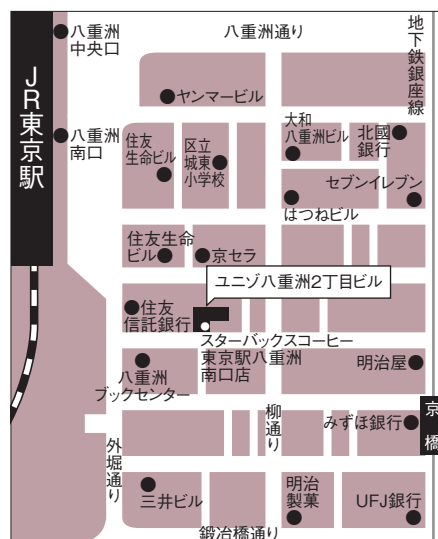 八重洲
中央口
八重洲通り
地下鉄銀座線
JR東京駅
ヤンマービル
八重洲
南口
住友
生命ビル
区立
城東
小学校
大和
八重洲ビル
北國
銀行
セブンイレブン
はつねビル
住友生命
ビル
京セラ
ユニゾ八重洲2丁目ビル
住友
信託銀行
スターバックスコーヒー
東京駅八重洲
南口店
八重洲
ブックセンター
明治屋
柳通り
みずほ銀行
京橋
外堀通り
三井ビル
明治
製菓
UFJ銀行
鍛冶橋通り